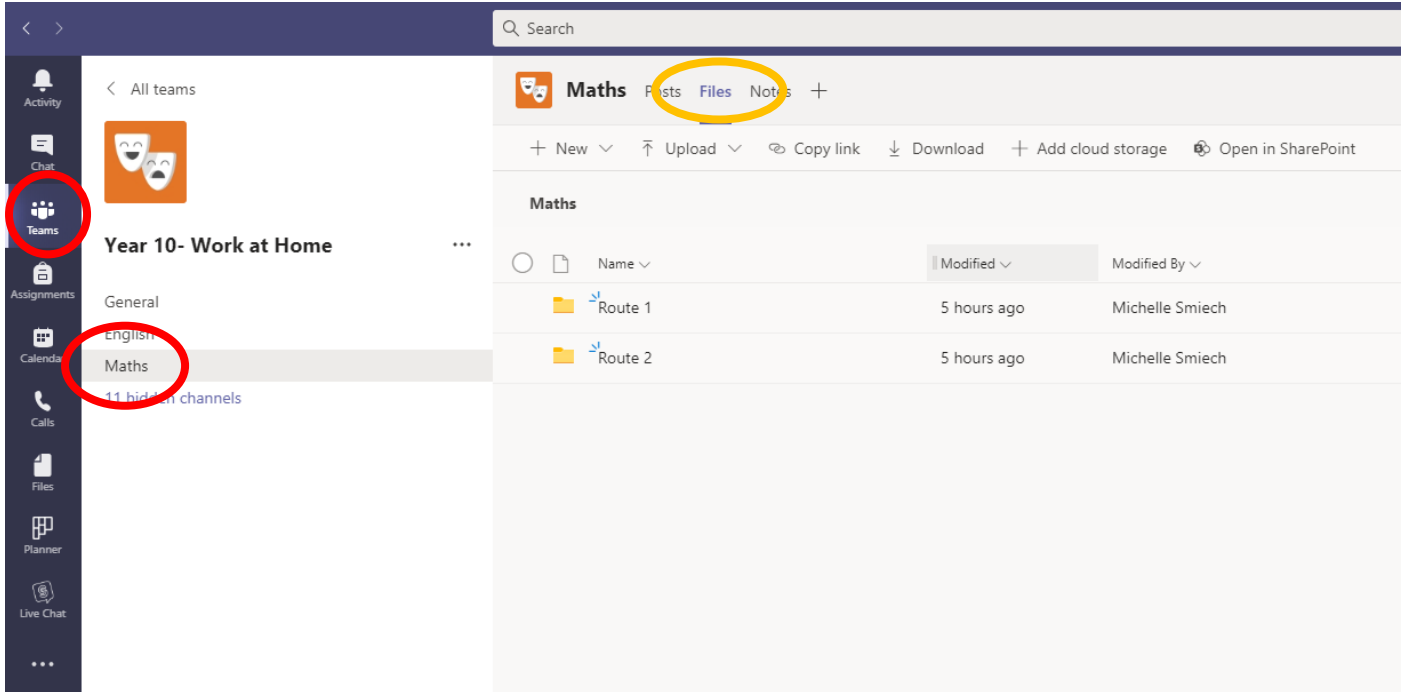 Search
Activity
Chat
Teams
Assignments
Calendar
Calls
Files
Planner
Live Chat
All teams
Year 10- Work at Home
General
English
Maths
11 hidden channels
Maths Posts Files Notes
New Upload Copy link Download Add cloud storage Open in SharePoint
Maths
Name Modified Modified By
Route 1 5 hours ago Michelle Smiech
Route 2 5 hours ago Michelle Smiech